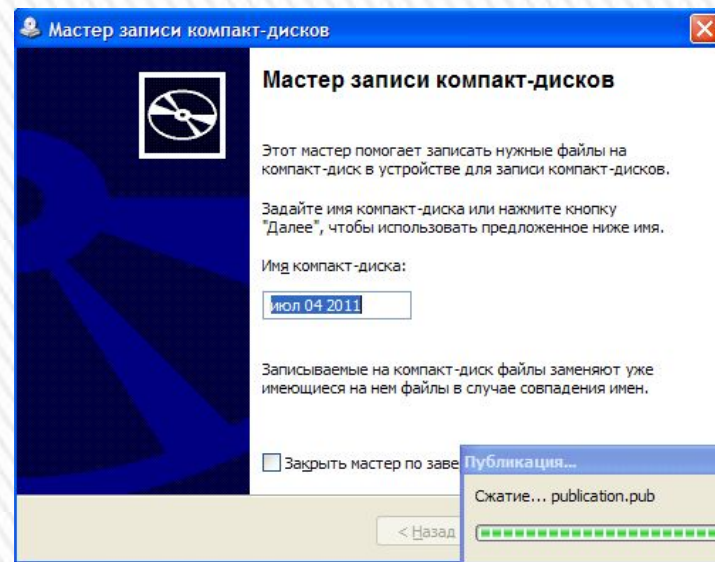 Мастер записи компакт-дисков
Мастер записи компакт-дисков
Этот мастер помогает записать нужные файлы на
компакт-диск в устройстве для записи компакт-дисков.
Задайте имя компакт-диска или нажмите кнопку
"Далее", чтобы использовать предложенное ниже имя.
Имя компакт-диска:
июл 04 2011
Записываемые на компакт-диск файлы заменяют уже
имеющиеся на нем файлы в случае совпадения имен.
Закрыть мастер по заве
< Назад
Публикация...
Сжатие... publication.pub